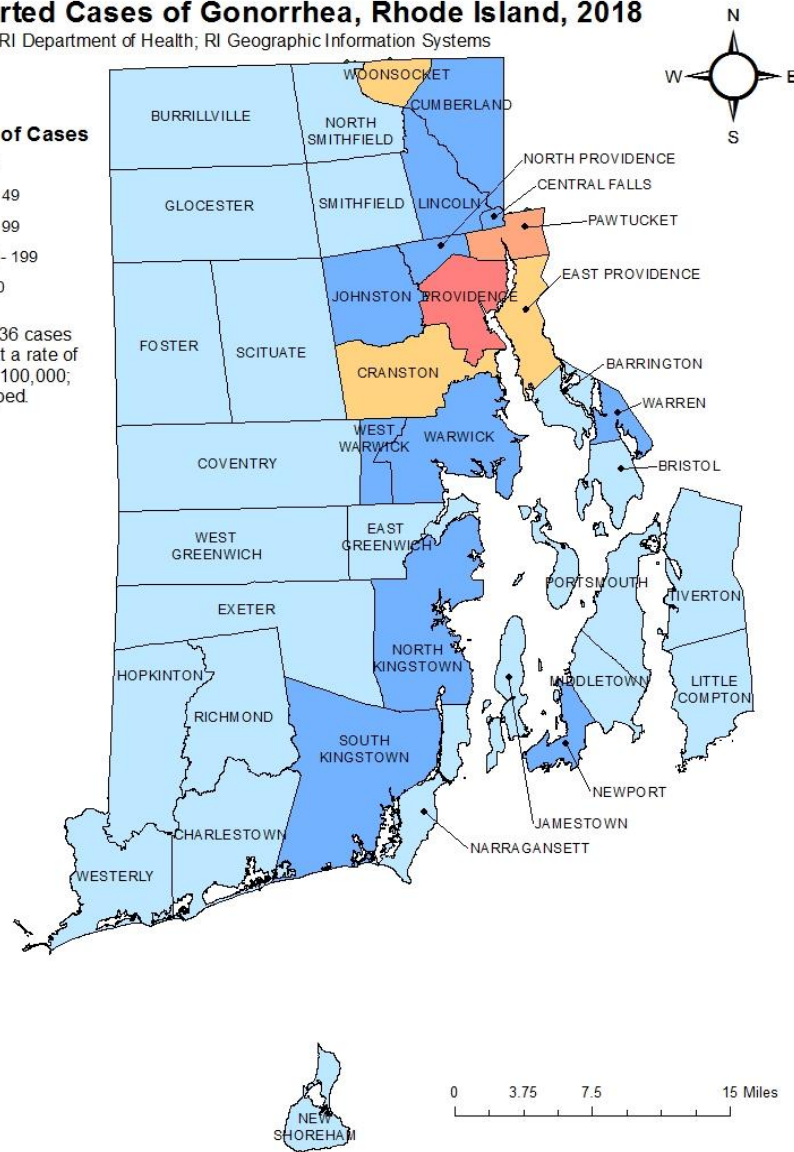 rted Cases of Gonorrhea, Rhode Island, 2018
RI Department of Health; RI Geographic Information Systems
N
W
E
S
of Cases
49
99
- 199
0
36 cases
t a rate of
100,000;
ped.
WOONSOCKET
CUMBERLAND
BURRILLVILLE
NORTH
SMITHFIELD
NORTH PROVIDENCE
CENTRAL FALLS
GLOCESTER
SMITHFIELD
LINCOLN
PAWTUCKET
EAST PROVIDENCE
JOHNSTON
PROVIDENCE
FOSTER
SCITUATE
CRANSTON
BARRINGTON
WARREN
WEST
WARWICK
WARWICK
COVENTRY
BRISTOL
WEST
GREENWICH
EAST
GREENWICH
PORTSMOUTH
TIVERTON
EXETER
NORTH
KINGSTOWN
HOPKINTON
MIDDLETOWN
LITTLE
COMPTON
RICHMOND
SOUTH
KINGSTOWN
NEWPORT
JAMESTOWN
NARRAGANSETT
CHARLESTOWN
WESTERLY
0 3.75 7.5 15 Miles
NEW
SHOREHAM